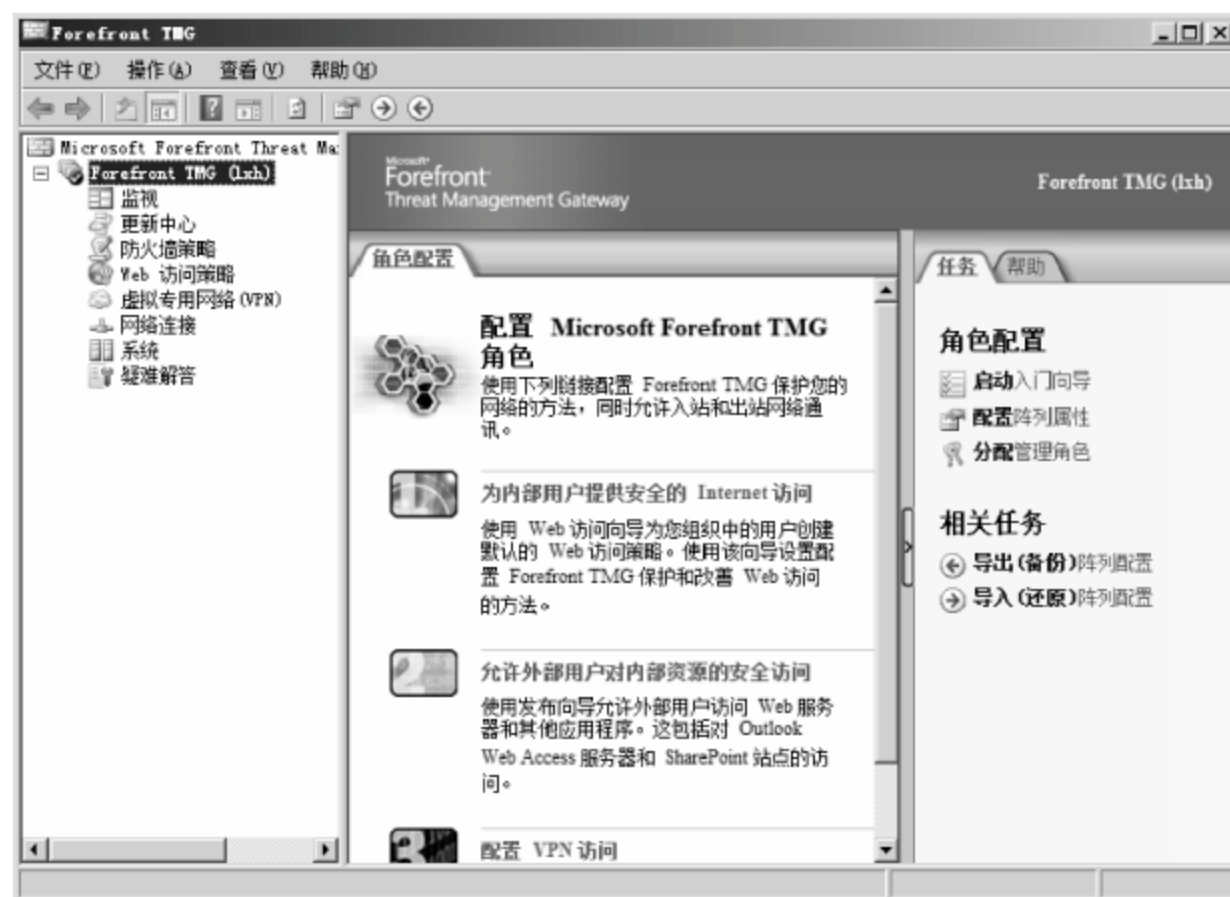 Forefront TMG
文件(F) 操作(A) 查看(V) 帮助(H)
Microsoft Forefront Threat Ma
Forefront TMG (lxh)
监视
更新中心
防火墙策略
Web 访问策略
虚拟专用网络(VPN)
网络连接
系统
疑难解答
Microsoft
Forefront
Threat Management Gateway
Forefront TMG (lxh)
角色配置
配置 Microsoft Forefront TMG
角色
使用下列链接配置 Forefront TMG 保护您的
网络的方法，同时允许入站和出站网络通
讯。
为内部用户提供安全的 Internet 访问
使用 Web 访问向导为您组织中的用户创建
默认的 Web 访问策略。使用该向导设置配
置 Forefront TMG 保护和改善 Web 访问
的方法。
允许外部用户对内部资源的安全访问
使用发布向导允许外部用户访问 Web 服务
器和其他应用程序。这包括对 Outlook
Web Access 服务器和 SharePoint 站点的访
问。
配置 VPN 访问
任务 帮助
角色配置
启动入门向导
配置阵列属性
分配管理角色
相关任务
导出(备份)阵列配置
导入(还原)阵列配置